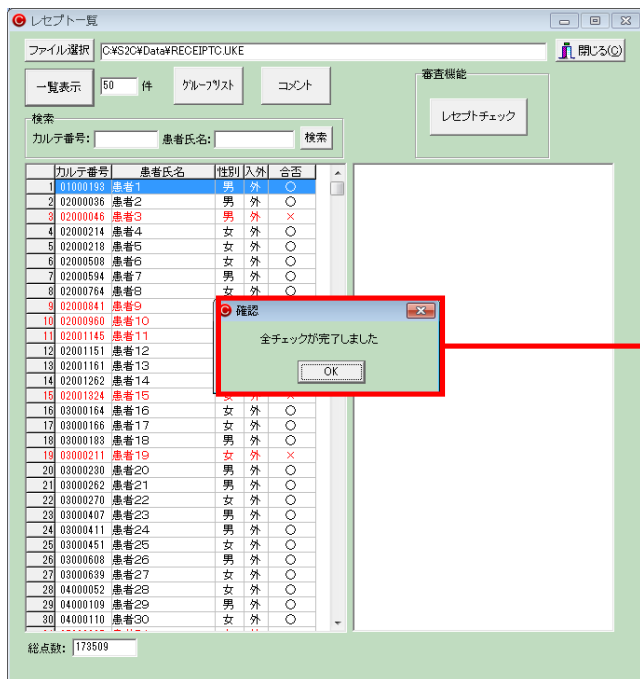 レセプト一覧
ファイル選択 C:¥S2C¥Data¥RECEIPTC.UKE 閉じる(C)
一覧表示 50 件 グループリスト コメント
審査機能
レセプトチェック
検索
カルテ番号: 患者氏名: 検索
カルテ番号 患者氏名 性別 入外 合否
1 01000193 患者1 男 外 ○
2 02000036 患者2 男 外 ○
3 02000046 患者3 男 外 ×
4 02000214 患者4 女 外 ○
5 02000218 患者5 女 外 ○
6 02000508 患者6 女 外 ○
7 02000594 患者7 男 外 ○
8 02000764 患者8 女 外 ○
9 02000841 患者9
10 02000960 患者10
11 02001145 患者11
12 02001151 患者12
13 02001161 患者13
14 02001262 患者14
15 02001324 患者15
確認
全チェックが完了しました
OK
16 03000164 患者16 女 外 ○
17 03000166 患者17 女 外 ○
18 03000183 患者18 男 外 ○
19 03000211 患者19 女 外 ×
20 03000230 患者20 男 外 ○
21 03000262 患者21 男 外 ○
22 03000270 患者22 女 外 ○
23 03000407 患者23 男 外 ○
24 03000411 患者24 男 外 ○
25 03000451 患者25 女 外 ○
26 03000608 患者26 男 外 ○
27 03000639 患者27 女 外 ○
28 04000052 患者28 女 外 ○
29 04000109 患者29 男 外 ○
30 04000110 患者30 女 外 ○
総点数: 173509